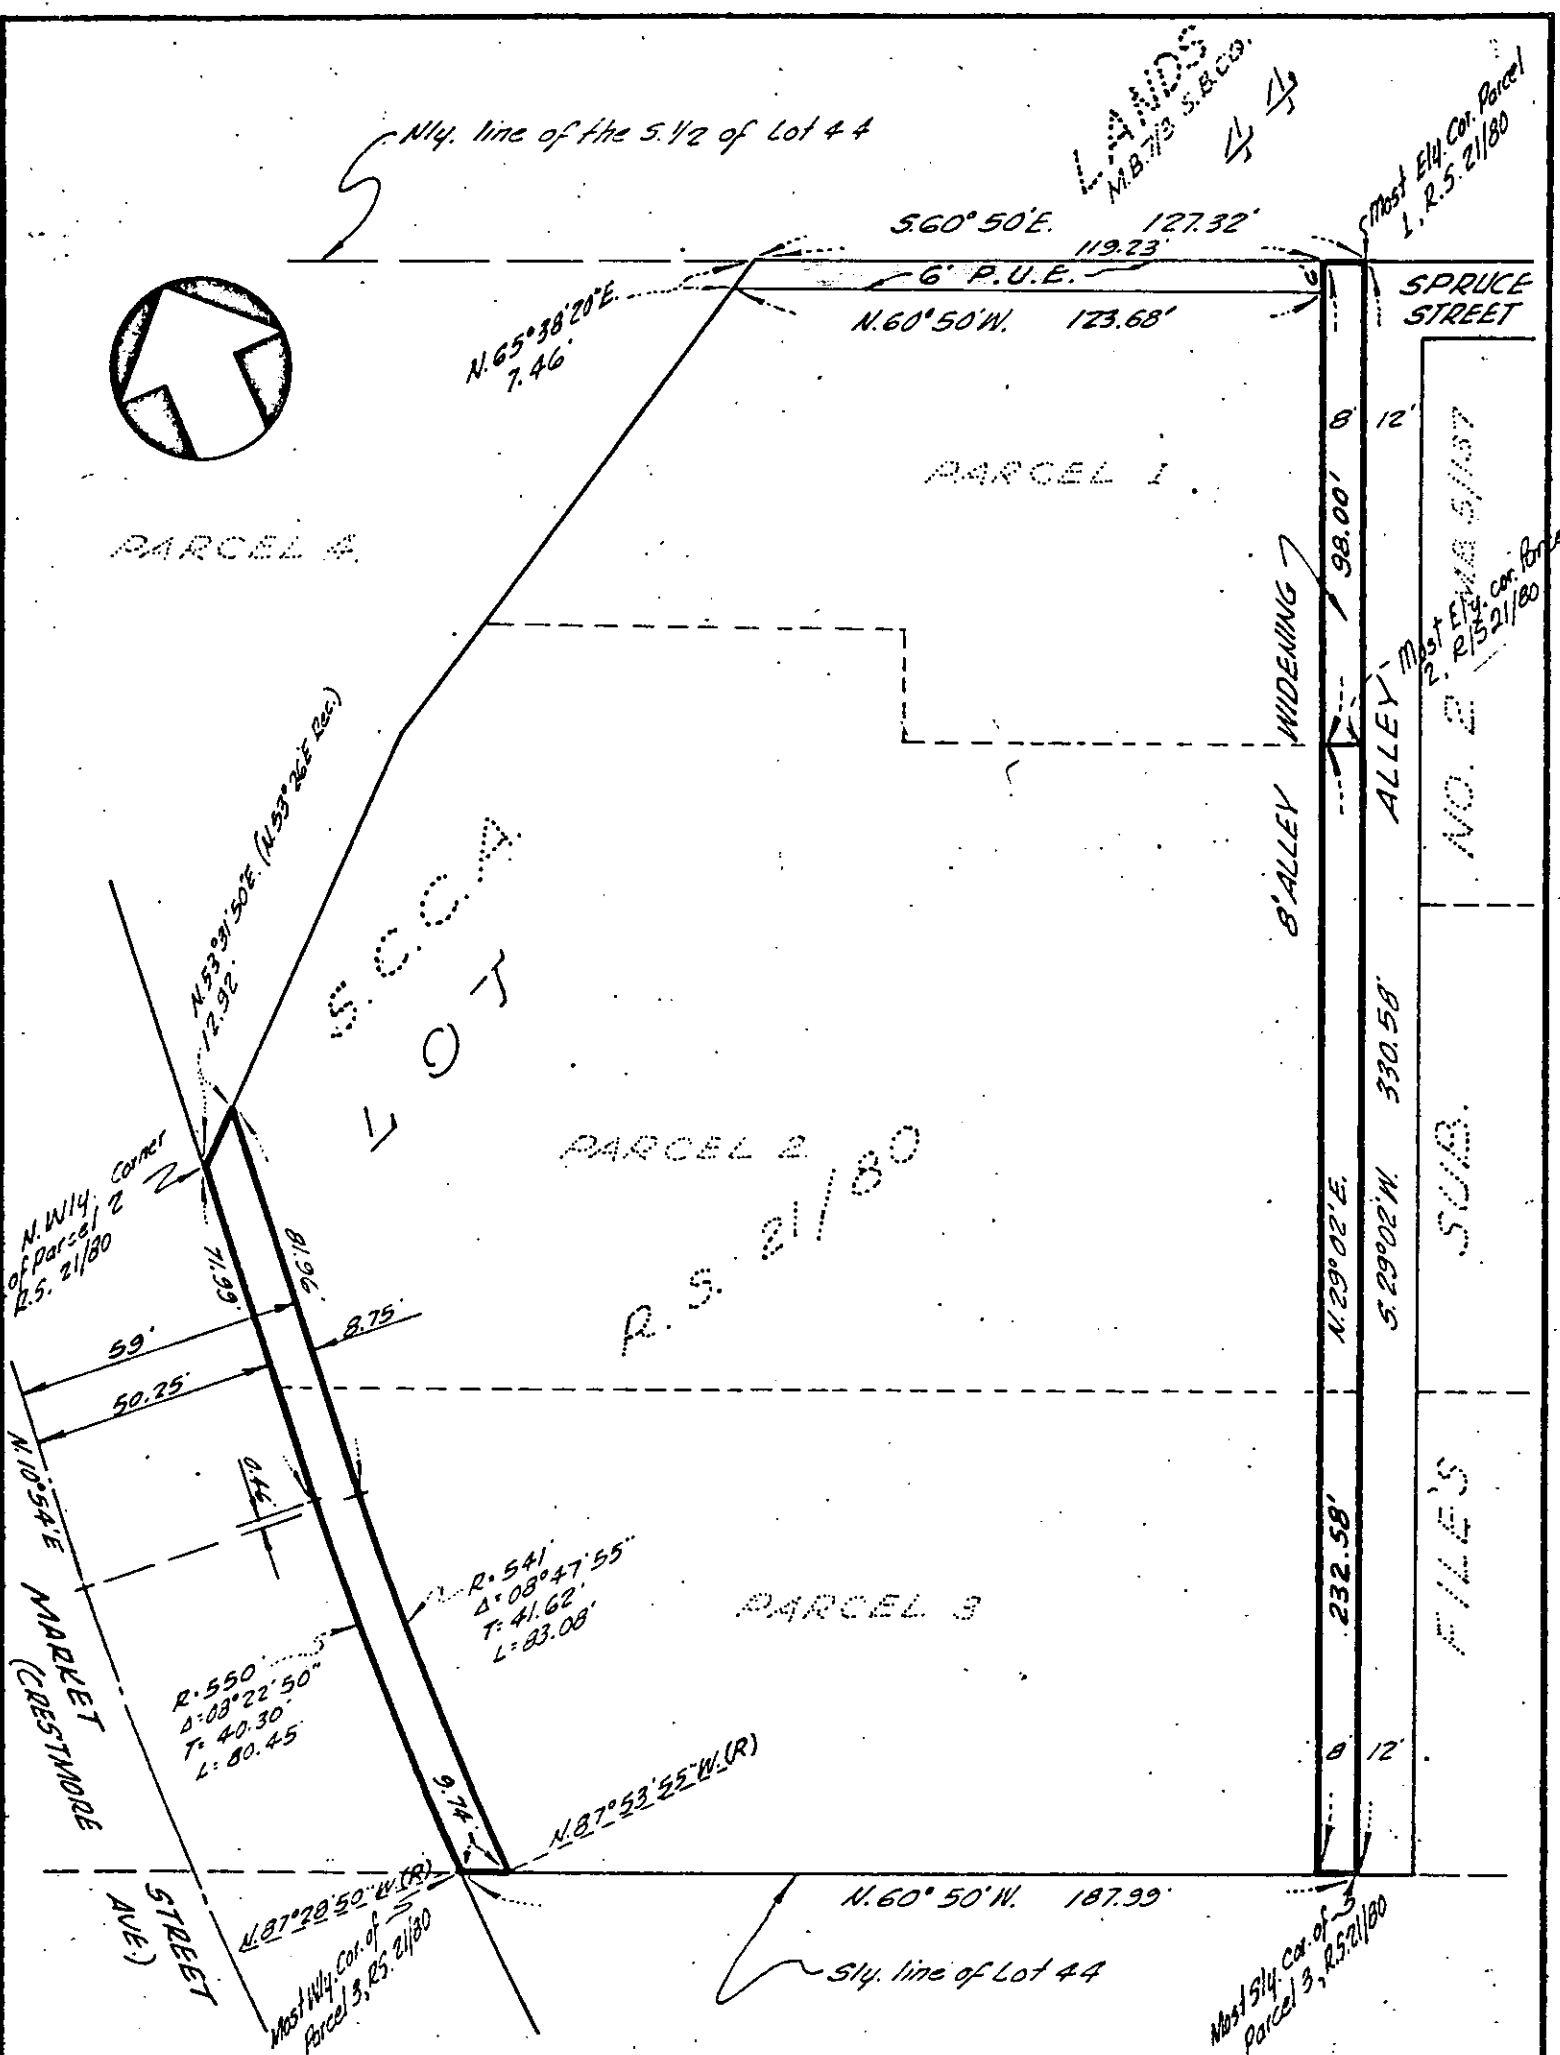 LANDS
M.B. 7/3 S.B.CO.
44
Nly. line of the S.1/2 of Lot 44
Most Ely. Cor. Parcel
1, R.S. 21/80
S.60°50'E. 127.32'
119.23'
6' P.U.E.
6'
SPRUCE
STREET
N.60°50'W. 123.68'
N.65°38'20"E.
7.46'
8' 12'
PARCEL 1
98.00'
PARCEL 4
Most Ely. cor. Parcel
2, R/S 21/80
8' ALLEY WIDENING
ALLEY
NO. 2
N.53°31'50"E. (N.53°26'E Rec.)
12.92'
S.C.C.A.
LOT
330.58'
S.29°02'W.
N.29°02'E.
SUB.
PARCEL 2
R.S. 21/80
N.Wly. Corner
of Parcel 2
R.S. 21/80
71.99'
81.96'
8.75'
59'
50.25'
N.10°54'E
0.46'
R=541'
Δ=08°47'55"
T=41.62'
L=83.08'
232.58'
FILE'S
PARCEL 3
MARKET
(CRESTMORE
R=550'
Δ=08°22'50"
T=40.30'
L=80.45'
8' 12'
9.74'
N.87°53'55"W.(R)
STREET
AVE.)
N.87°28'50"W.(R)
N.60°50'W. 187.99'
Most Wly. Cor. of
Parcel 3, R.S. 21/80
Sly. line of Lot 44
Most Sly. Cor. of
Parcel 3, R.S. 21/80